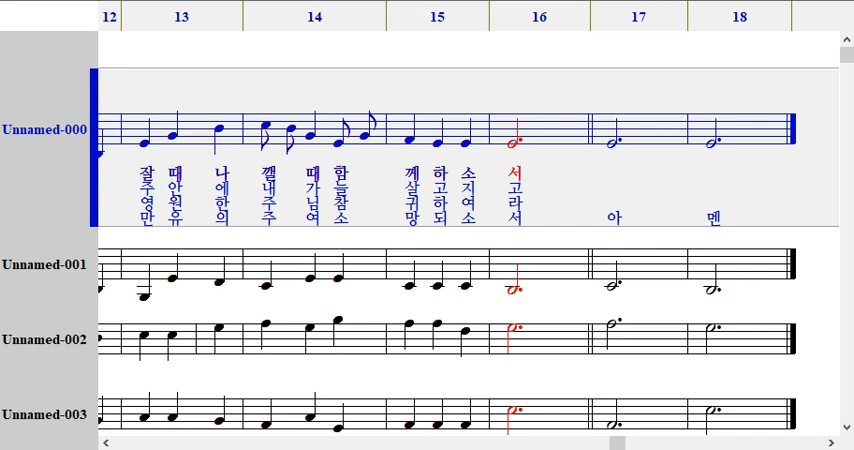 12 13 14 15 16 17 18
Unnamed-000
잘 때 나 깰 때 함 께 하 소 서
추 안 에 내 가 늘 살 고 지 고
영 원 한 주 님 참 귀 하 여 라
만 유 의 주 여 소 망 되 소 서 아 멘
Unnamed-001
Unnamed-002
Unnamed-003